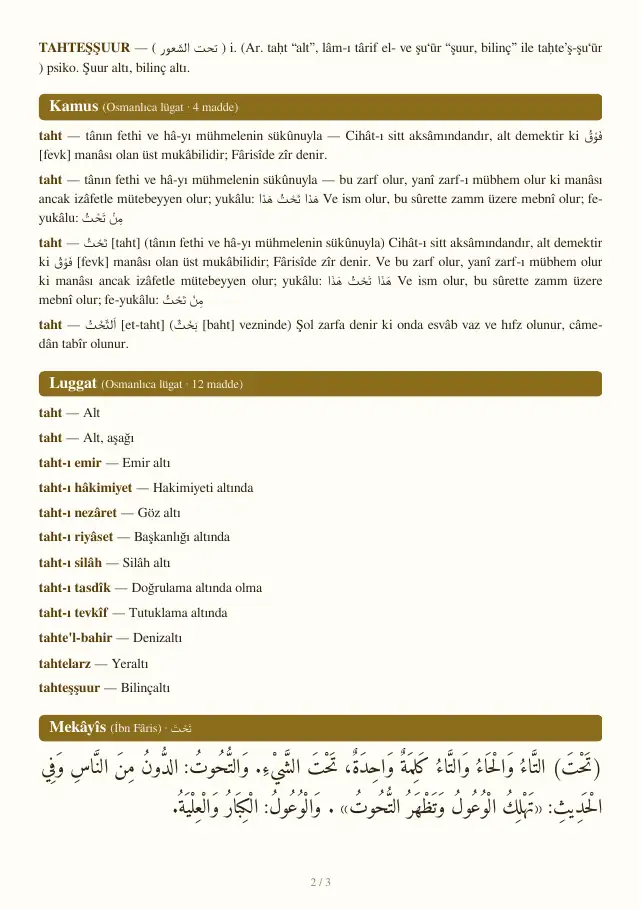 TAHTEŞŞUUR — ( تحت الشّعور ) i. (Ar. taḥt “alt”, lâm-ı târif el- ve şu‘ūr “şuur, bilinç” ile taḥte’ş-şu‘ūr
) psiko. Şuur altı, bilinç altı.
Kamus (Osmanlıca lügat · 4 madde)
taht — tânın fethi ve hâ-yı mühmelenin sükûnuyla — Cihât-ı sitt aksâmındandır, alt demektir ki فَوْقُ
[fevk] manâsı olan üst mukâbilidir; Fârisîde zîr denir.
taht — tânın fethi ve hâ-yı mühmelenin sükûnuyla — bu zarf olur, yanî zarf-ı mübhem olur ki manâsı
ancak izâfetle mütebeyyen olur; yukâlu: هَذَا تَحْتُ هَذَا Ve ism olur, bu sûrette zamm üzere mebnî olur; fe-
yukâlu: مِنْ تَحْتُ
taht — تَحْتُ [taht] (tânın fethi ve hâ-yı mühmelenin sükûnuyla) Cihât-ı sitt aksâmındandır, alt demektir
ki فَوْقُ [fevk] manâsı olan üst mukâbilidir; Fârisîde zîr denir. Ve bu zarf olur, yanî zarf-ı mübhem olur
ki manâsı ancak izâfetle mütebeyyen olur; yukâlu: هَذَا تَحْتُ هَذَا Ve ism olur, bu sûrette zamm üzere
mebnî olur; fe-yukâlu: مِنْ تَحْتُ
taht — اَلتَّحْتُ [et-taht] (بَخْتٌ [baht] vezninde) Şol zarfa denir ki onda esvâb vaz ve hıfz olunur, câme-
dân tabîr olunur.
Luggat (Osmanlıca lügat · 12 madde)
taht — Alt
taht — Alt, aşağı
taht-ı emir — Emir altı
taht-ı hâkimiyet — Hakimiyeti altında
taht-ı nezâret — Göz altı
taht-ı riyâset — Başkanlığı altında
taht-ı silâh — Silâh altı
taht-ı tasdîk — Doğrulama altında olma
taht-ı tevkîf — Tutuklama altında
tahte'l-bahir — Denizaltı
tahtelarz — Yeraltı
tahteşşuur — Bilinçaltı
Mekâyîs (İbn Fâris) · تَحْتَ
(تَحْتَ) التَّاءُ وَالْحَاءُ وَالتَّاءُ كَلِمَةٌ وَاحِدَةٌ، تَحْتَ الشَّيْءِ. وَالتُّحُوتُ: الدُّونُ مِنَ النَّاسِ وَفِي
الْحَدِيثِ: «تَهْلِكُ الْوُعُولُ وَتَظْهَرُ التُّحُوتُ» . وَالْوُعُولُ: الْكِبَارُ وَالْعِلْيَةُ.
2 / 3